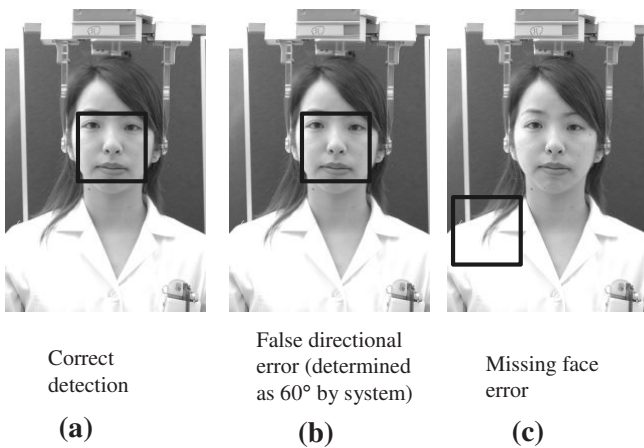 Correct
detection
(a)
False directional
error (determined
as 60° by system)
(b)
Missing face
error
(c)